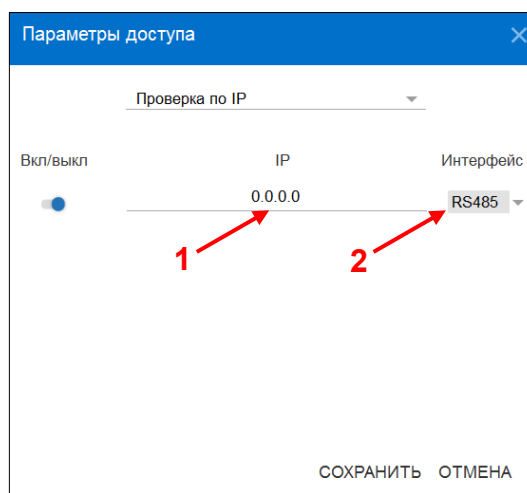 Параметры доступа
Проверка по IP
Вкл/выкл IP Интерфейс
0.0.0.0 RS485
1 2
СОХРАНИТЬ ОТМЕНА